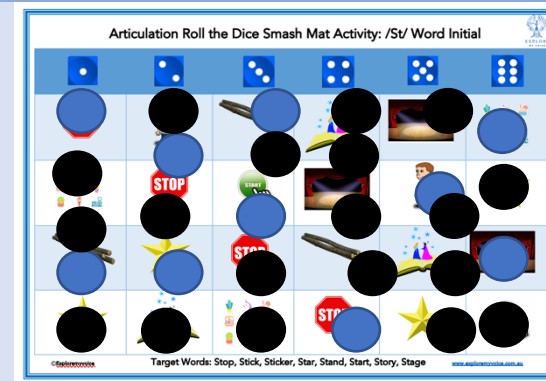 Articulation Roll the Dice Smash Mat Activity: /St/ Word Initial
STOP
START
STOP
STOP
©Exploremyvoice
Target Words: Stop, Stick, Sticker, Star, Stand, Start, Story, Stage
www.exploremyvoice.com.au